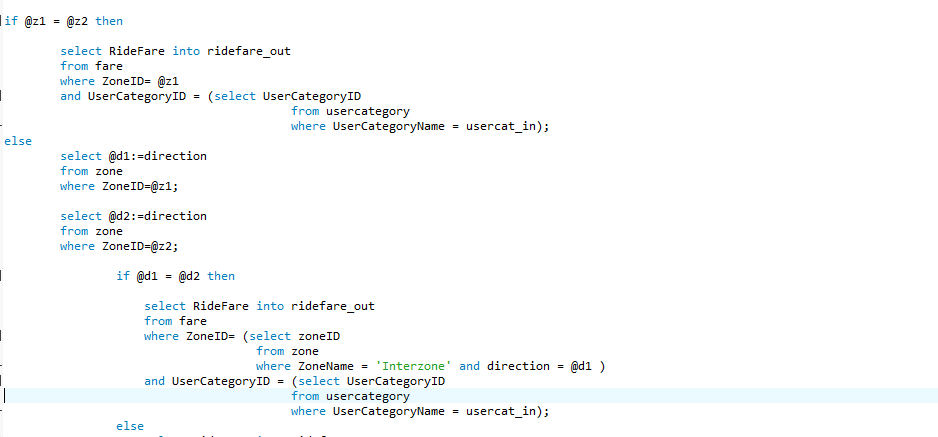 if @z1 = @z2 then
select RideFare into ridefare_out
from fare
where ZoneID= @z1
and UserCategoryID = (select UserCategoryID
from usercategory
where UserCategoryName = usercat_in);
else
select @d1:=direction
from zone
where ZoneID=@z1;
select @d2:=direction
from zone
where ZoneID=@z2;
if @d1 = @d2 then
select RideFare into ridefare_out
from fare
where ZoneID= (select zoneID
from zone
where ZoneName = 'Interzone' and direction = @d1 )
and UserCategoryID = (select UserCategoryID
from usercategory
where UserCategoryName = usercat_in);
else